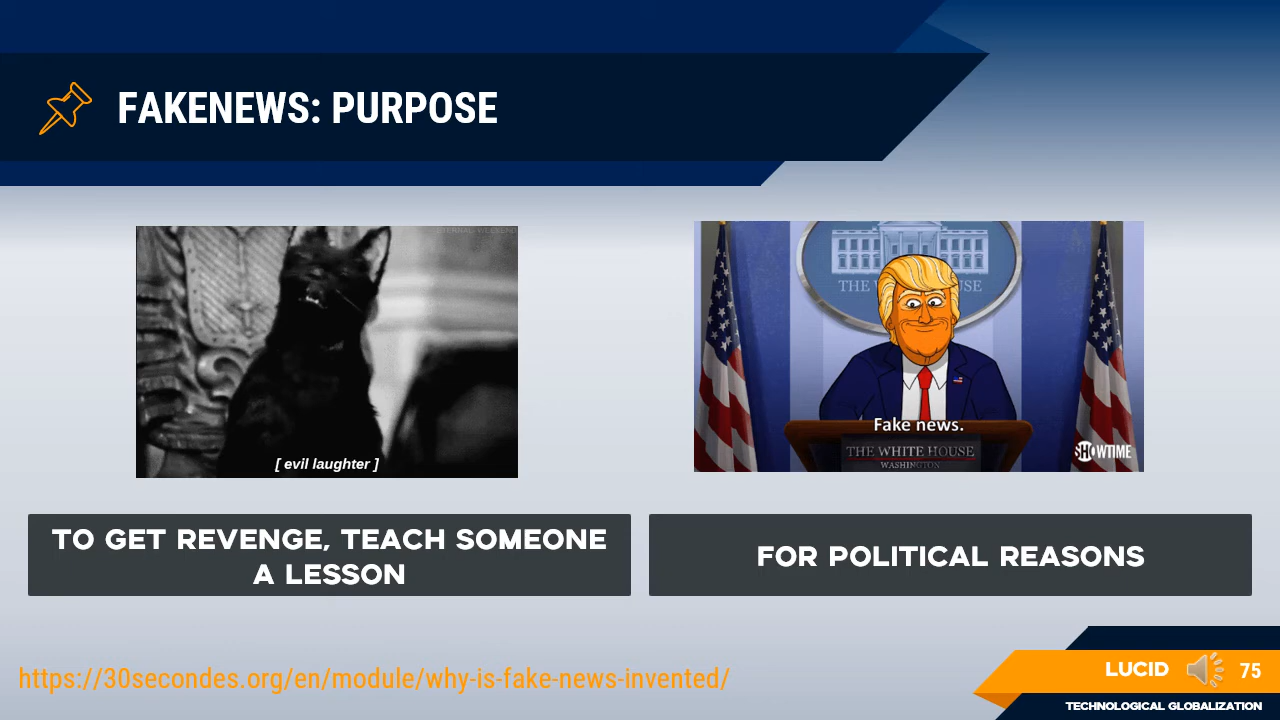 FAKENEWS: PURPOSE
[ evil laughter ]
THE WHITE HOUSE
Fake news.
THE WHITE HOUSE
WASHINGTON
SHOWTIME
TO GET REVENGE, TEACH SOMEONE
A LESSON
FOR POLITICAL REASONS
https://30secondes.org/en/module/why-is-fake-news-invented/
LUCID
75
TECHNOLOGICAL GLOBALIZATION